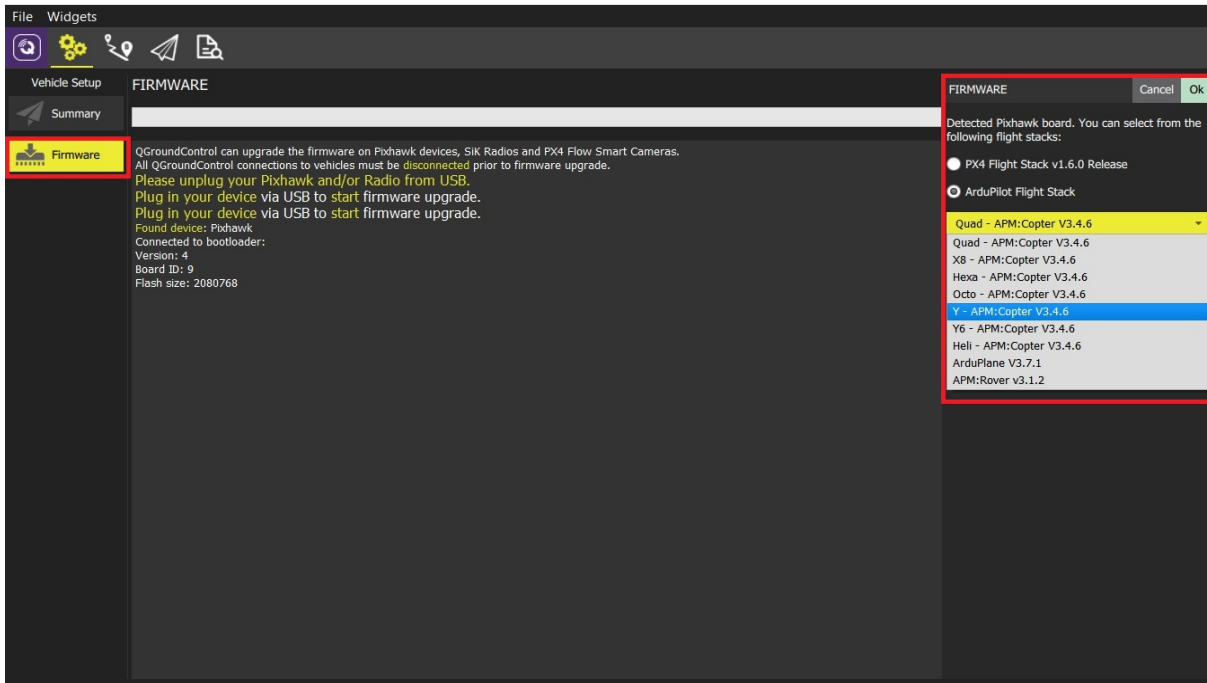 File Widgets
Vehicle Setup
Summary
Firmware
FIRMWARE
QGroundControl can upgrade the firmware on Pixhawk devices, SiK Radios and PX4 Flow Smart Cameras.
All QGroundControl connections to vehicles must be disconnected prior to firmware upgrade.
Please unplug your Pixhawk and/or Radio from USB.
Plug in your device via USB to start firmware upgrade.
Plug in your device via USB to start firmware upgrade.
Found device: Pixhawk
Connected to bootloader:
Version: 4
Board ID: 9
Flash size: 2080768
FIRMWARE Cancel Ok
Detected Pixhawk board. You can select from the
following flight stacks:
PX4 Flight Stack v1.6.0 Release
ArduPilot Flight Stack
Quad - APM:Copter V3.4.6
Quad - APM:Copter V3.4.6
X8 - APM:Copter V3.4.6
Hexa - APM:Copter V3.4.6
Octo - APM:Copter V3.4.6
Y - APM:Copter V3.4.6
Y6 - APM:Copter V3.4.6
Heli - APM:Copter V3.4.6
ArduPlane V3.7.1
APM:Rover v3.1.2